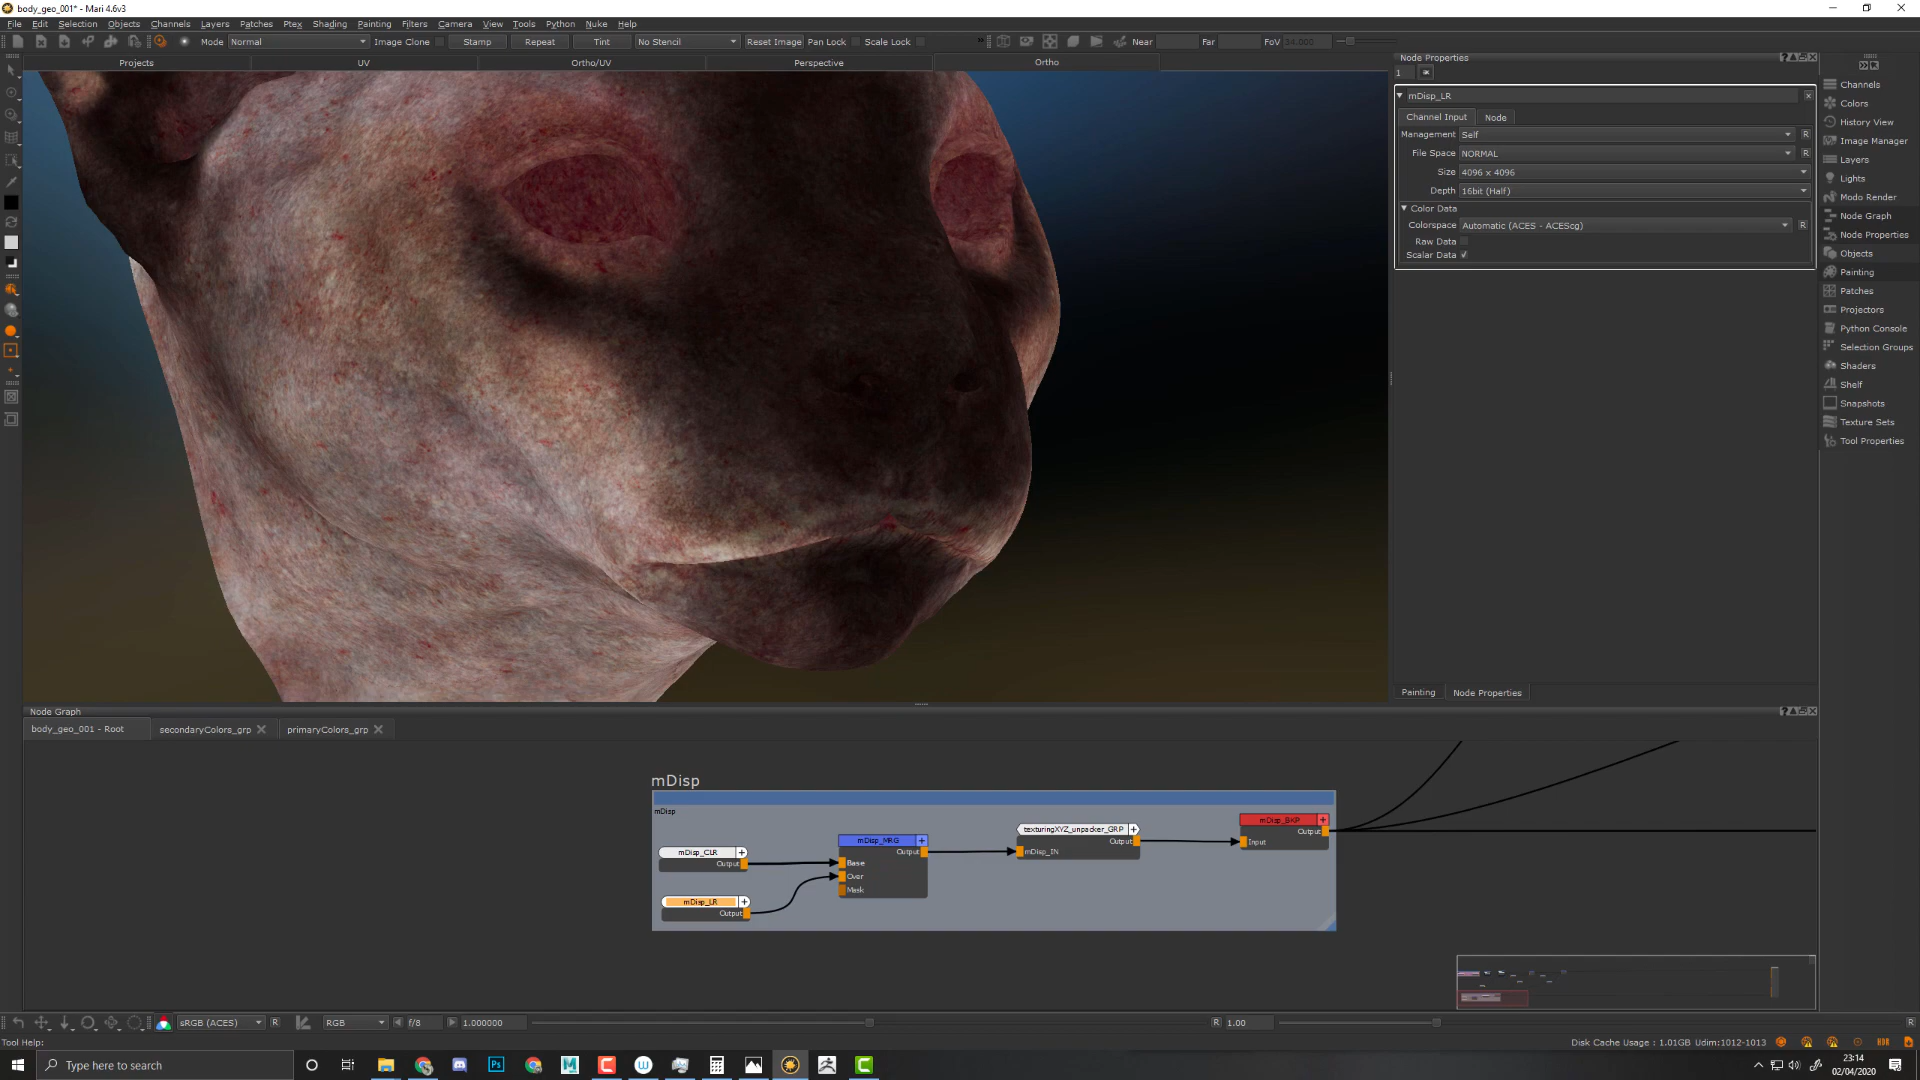 body_geo_001* - Mari 4.6v3
File Edit Selection Objects Channels Layers Patches Ptex Shading Painting Filters Camera View Tools Python Nuke Help
Mode Normal Image Clone Stamp Repeat Tint No Stencil Reset Image Pan Lock Scale Lock Near Far FoV 34.000
Projects UV Ortho/UV Perspective Ortho
Node Properties
1
mDisp_LR
Channel Input Node
Management Self R
File Space NORMAL R
Size 4096 x 4096
Depth 16bit (Half)
Color Data
Colorspace Automatic (ACES - ACEScg) R
Raw Data
Scalar Data
Painting Node Properties
Channels
Colors
History View
Image Manager
Layers
Lights
Modo Render
Node Graph
Node Properties
Objects
Painting
Patches
Projectors
Python Console
Selection Groups
Shaders
Shelf
Snapshots
Texture Sets
Tool Properties
Node Graph
body_geo_001 - Root secondaryColors_grp primaryColors_grp
mDisp
mDisp
mDisp_CLR
Output
mDisp_LR
Output
mDisp_MRG
Output
Base
Over
Mask
texturingXYZ_unpacker_GRP
Output
mDisp_IN
mDisp_BKP
Output
Input
sRGB (ACES) R RGB f/8 1.000000 R 1.00 R
Tool Help: Disk Cache Usage : 1.01GB Udim:1012-1013
Type here to search
23:14
02/04/2020